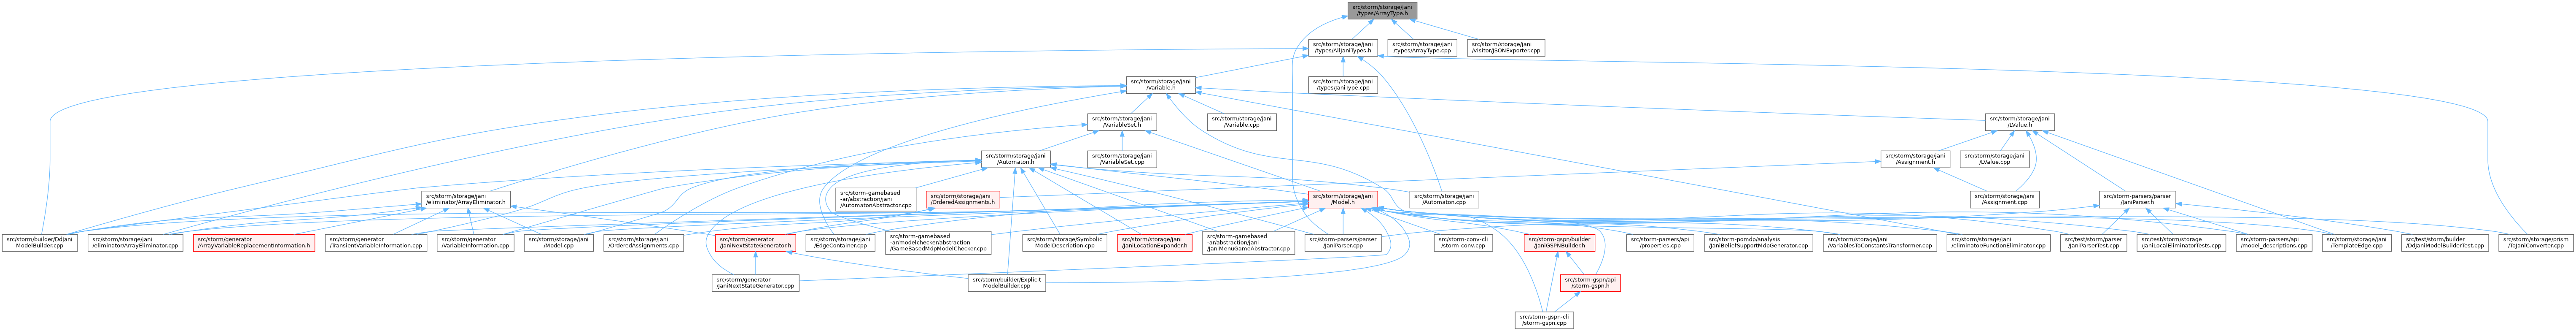 src/storm/storage/jani
/types/ArrayType.h
src/storm/storage/jani
/types/AllJaniTypes.h
src/storm/storage/jani
/types/ArrayType.cpp
src/storm/storage/jani
/visitor/JSONExporter.cpp
src/storm/storage/jani
/Variable.h
src/storm/storage/jani
/types/JaniType.cpp
src/storm/storage/jani
/VariableSet.h
src/storm/storage/jani
/Variable.cpp
src/storm/storage/jani
/LValue.h
src/storm/storage/jani
/Automaton.h
src/storm/storage/jani
/VariableSet.cpp
src/storm/storage/jani
/Assignment.h
src/storm/storage/jani
/LValue.cpp
src/storm/storage/jani
/eliminator/ArrayEliminator.h
src/storm-gamebased
-ar/abstraction/jani
/AutomatonAbstractor.cpp
src/storm/storage/jani
/OrderedAssignments.h
src/storm/storage/jani
/Model.h
src/storm/storage/jani
/Automaton.cpp
src/storm/storage/jani
/Assignment.cpp
src/storm-parsers/parser
/JaniParser.h
src/storm/builder/DdJani
ModelBuilder.cpp
src/storm/storage/jani
/eliminator/ArrayEliminator.cpp
src/storm/generator
/ArrayVariableReplacementInformation.h
src/storm/generator
/TransientVariableInformation.cpp
src/storm/generator
/VariableInformation.cpp
src/storm/storage/jani
/Model.cpp
src/storm/storage/jani
/OrderedAssignments.cpp
src/storm/generator
/JaniNextStateGenerator.h
src/storm/storage/jani
/EdgeContainer.cpp
src/storm-gamebased
-ar/modelchecker/abstraction
/GameBasedMdpModelChecker.cpp
src/storm/storage/Symbolic
ModelDescription.cpp
src/storm/storage/jani
/JaniLocationExpander.h
src/storm-gamebased
-ar/abstraction/jani
/JaniMenuGameAbstractor.cpp
src/storm-parsers/parser
/JaniParser.cpp
src/storm-conv-cli
/storm-conv.cpp
src/storm-gspn/builder
/JaniGSPNBuilder.h
src/storm-parsers/api
/properties.cpp
src/storm-pomdp/analysis
/JaniBeliefSupportMdpGenerator.cpp
src/storm/storage/jani
/VariablesToConstantsTransformer.cpp
src/storm/storage/jani
/eliminator/FunctionEliminator.cpp
src/test/storm/parser
/JaniParserTest.cpp
src/test/storm/storage
/JaniLocalEliminatorTests.cpp
src/storm-parsers/api
/model_descriptions.cpp
src/storm/storage/jani
/TemplateEdge.cpp
src/test/storm/builder
/DdJaniModelBuilderTest.cpp
src/storm/storage/prism
/ToJaniConverter.cpp
src/storm/generator
/JaniNextStateGenerator.cpp
src/storm/builder/Explicit
ModelBuilder.cpp
src/storm-gspn/api
/storm-gspn.h
src/storm-gspn-cli
/storm-gspn.cpp